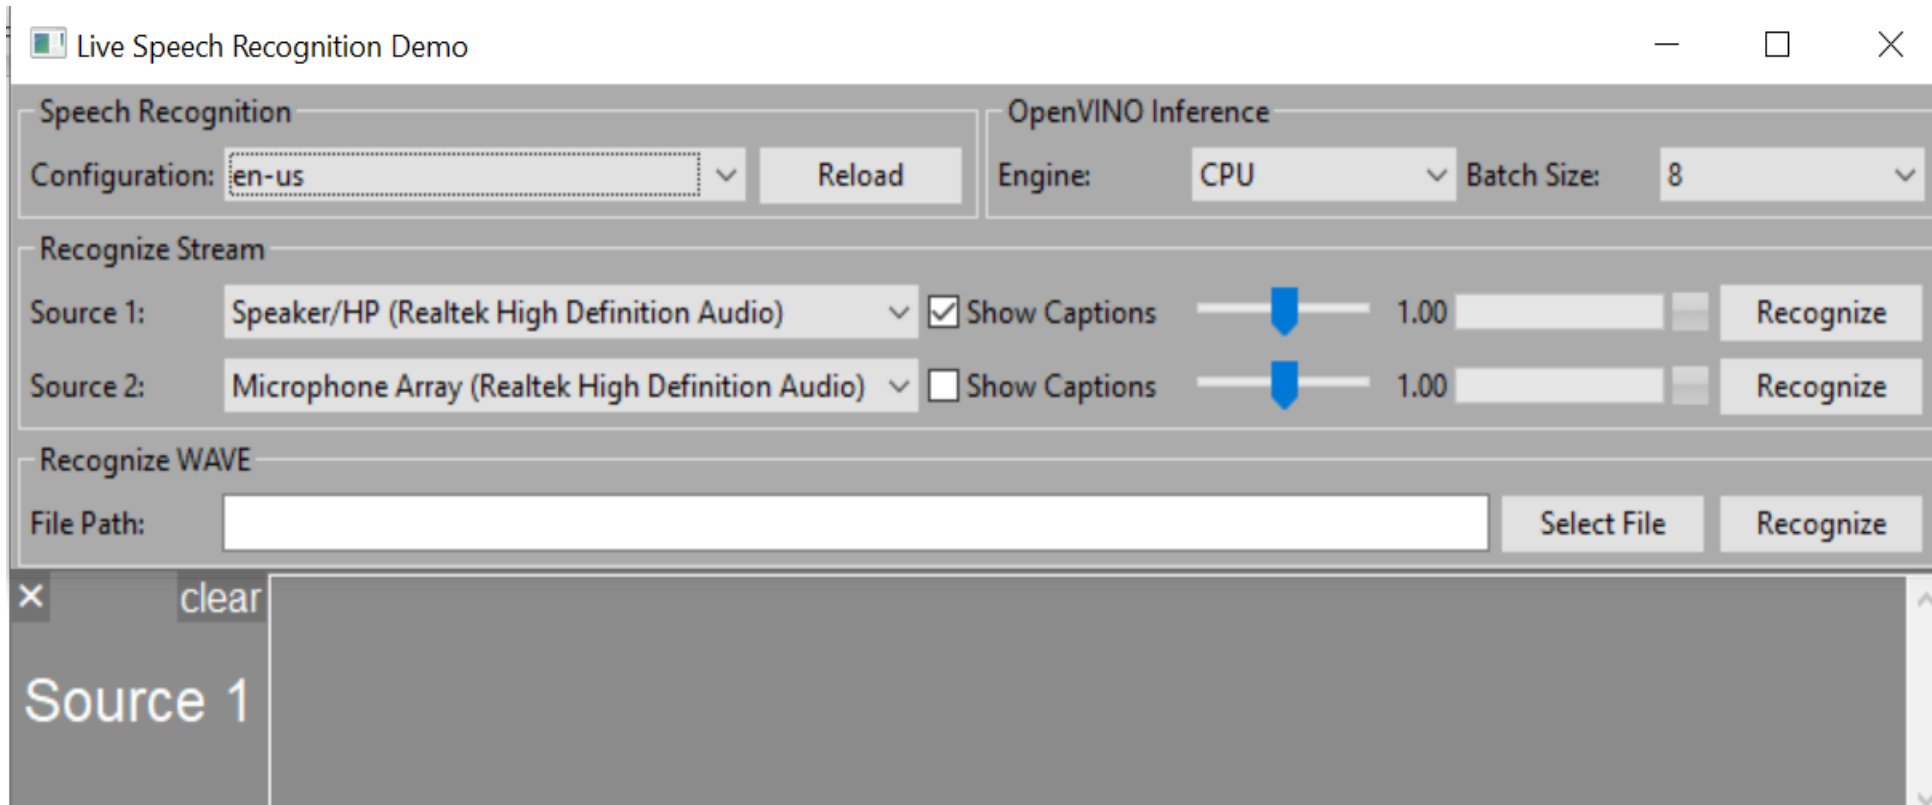 Live Speech Recognition Demo
Speech Recognition
OpenVINO Inference
Configuration: en-us Reload Engine: CPU Batch Size: 8
Recognize Stream
Source 1: Speaker/HP (Realtek High Definition Audio) Show Captions 1.00 Recognize
Source 2: Microphone Array (Realtek High Definition Audio) Show Captions 1.00 Recognize
Recognize WAVE
File Path: Select File Recognize
clear
Source 1